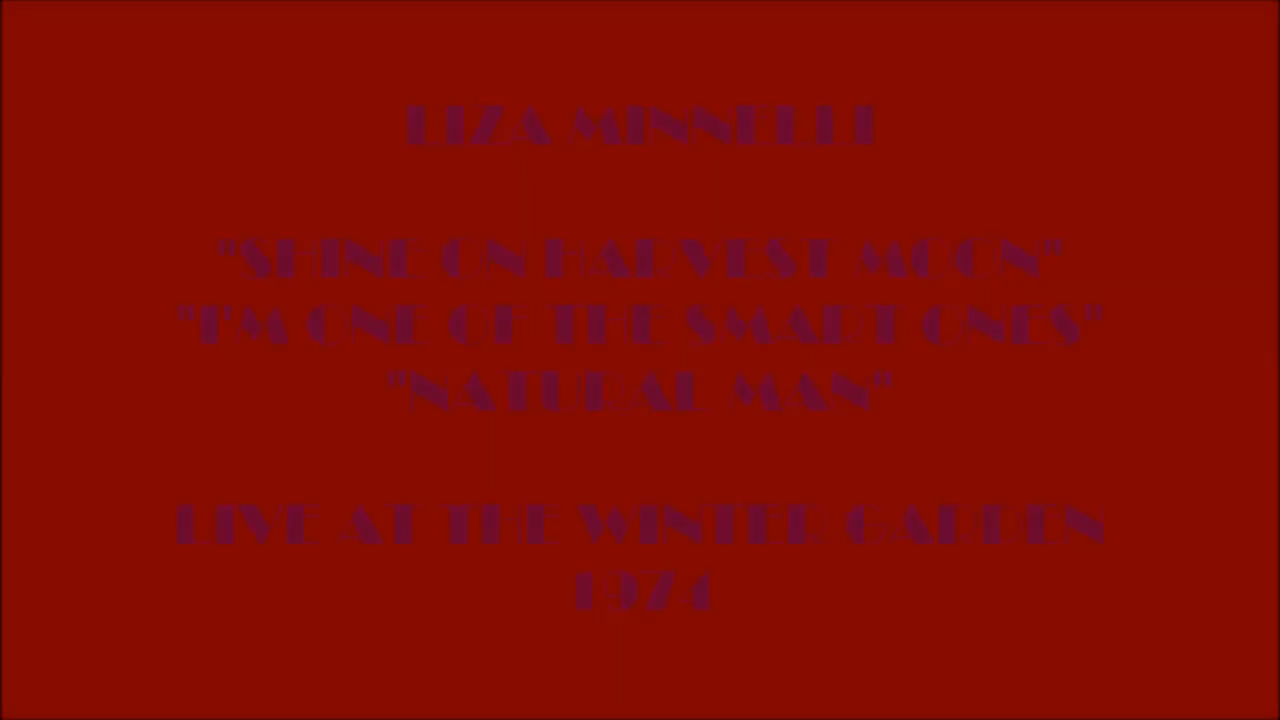 LIZA MINNELLI
"SHINE ON HARVEST MOON"
"I'M ONE OF THE SMART ONES"
"NATURAL MAN"
LIVE AT THE WINTER GARDEN
1974